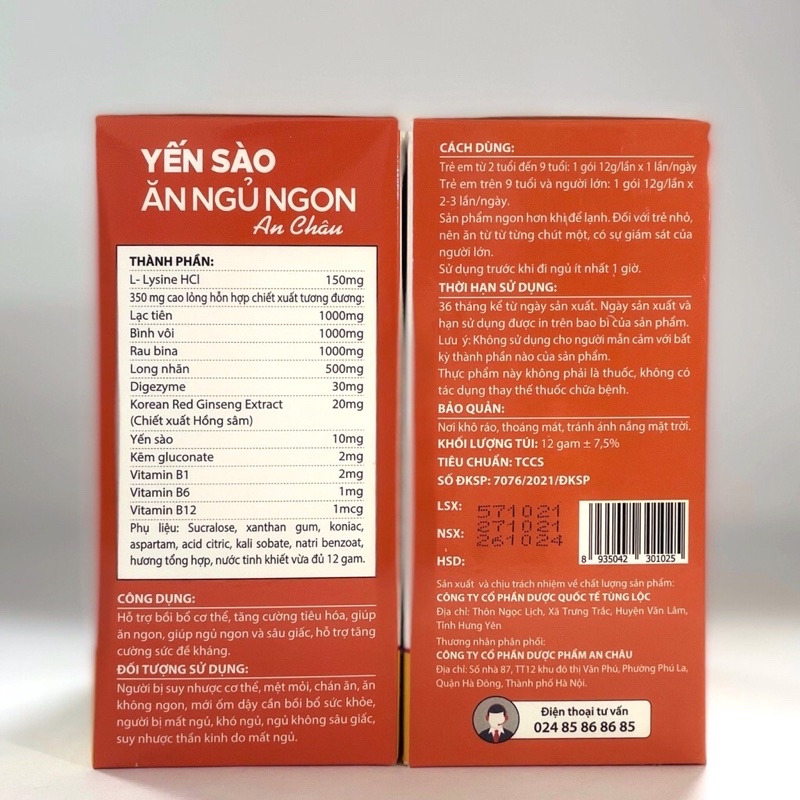 YẾN SÀO
ĂN NGỦ NGON
An Châu
THÀNH PHẦN:
L- Lysine HCl 150mg
350 mg cao lỏng hỗn hợp chiết xuất tương đương:
Lạc tiên 1000mg
Bình vôi 1000mg
Rau bina 1000mg
Long nhãn 500mg
Digezyme 30mg
Korean Red Ginseng Extract 20mg
(Chiết xuất Hồng sâm)
Yến sào 10mg
Kẽm gluconate 2mg
Vitamin B1 2mg
Vitamin B6 1mg
Vitamin B12 1mcg
Phụ liệu: Sucralose, xanthan gum, koniac,
aspartam, acid citric, kali sobate, natri benzoat,
hương tổng hợp, nước tinh khiết vừa đủ 12 gam.
CÔNG DỤNG:
Hỗ trợ bồi bổ cơ thể, tăng cường tiêu hóa, giúp
ăn ngon, giúp ngủ ngon và sâu giấc, hỗ trợ tăng
cường sức đề kháng.
ĐỐI TƯỢNG SỬ DỤNG:
Người bị suy nhược cơ thể, mệt mỏi, chán ăn, ăn
không ngon, mới ốm dậy cần bồi bổ sức khỏe,
người bị mất ngủ, khó ngủ, ngủ không sâu giấc,
suy nhược thần kinh do mất ngủ.
CÁCH DÙNG:
Trẻ em từ 2 tuổi đến 9 tuổi: 1 gói 12g/lần x 1 lần/ngày
Trẻ em trên 9 tuổi và người lớn: 1 gói 12g/lần x
2-3 lần/ngày.
Sản phẩm ngon hơn khi để lạnh. Đối với trẻ nhỏ,
nên ăn từ từ từng chút một, có sự giám sát của
người lớn.
Sử dụng trước khi đi ngủ ít nhất 1 giờ.
THỜI HẠN SỬ DỤNG:
36 tháng kể từ ngày sản xuất. Ngày sản xuất và
hạn sử dụng được in trên bao bì của sản phẩm.
Lưu ý: Không sử dụng cho người mẫn cảm với bất
kỳ thành phần nào của sản phẩm.
Thực phẩm này không phải là thuốc, không có
tác dụng thay thế thuốc chữa bệnh.
BẢO QUẢN:
Nơi khô ráo, thoáng mát, tránh ánh nắng mặt trời.
KHỐI LƯỢNG TÚI: 12 gam ± 7,5%
TIÊU CHUẨN: TCCS
SỐ ĐKSP: 7076/2021/ĐKSP
LSX: 571021
NSX: 271021
HSD: 261024
8 935042 301025
Sản xuất và chịu trách nhiệm về chất lượng sản phẩm:
CÔNG TY CỔ PHẦN DƯỢC QUỐC TẾ TÙNG LỘC
Địa chỉ: Thôn Ngọc Lịch, Xã Trưng Trắc, Huyện Văn Lâm,
Tỉnh Hưng Yên
Thương nhân phân phối:
CÔNG TY CỔ PHẦN DƯỢC PHẨM AN CHÂU
Địa chỉ: Số nhà 87, TT12 khu đô thị Văn Phú, Phường Phú La,
Quận Hà Đông, Thành phố Hà Nội.
Điện thoại tư vấn
024 85 86 86 85